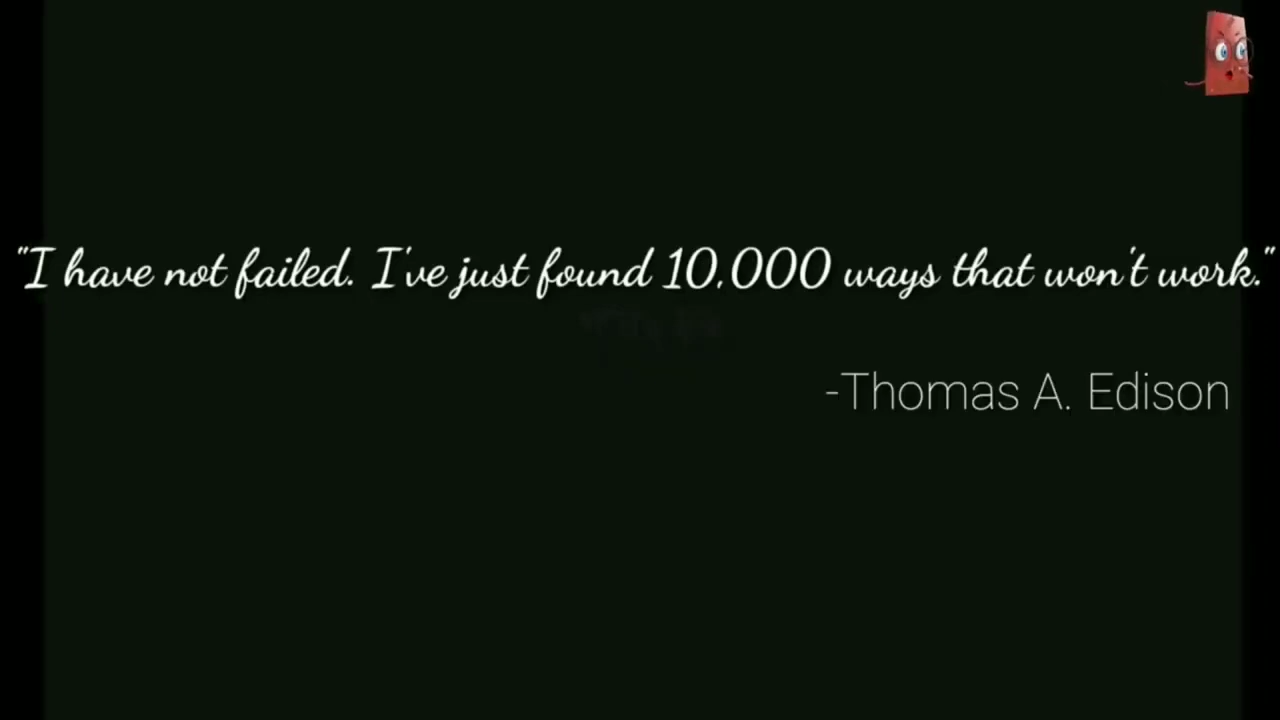 "I have not failed. I've just found 10,000 ways that won't work."
-Thomas A. Edison